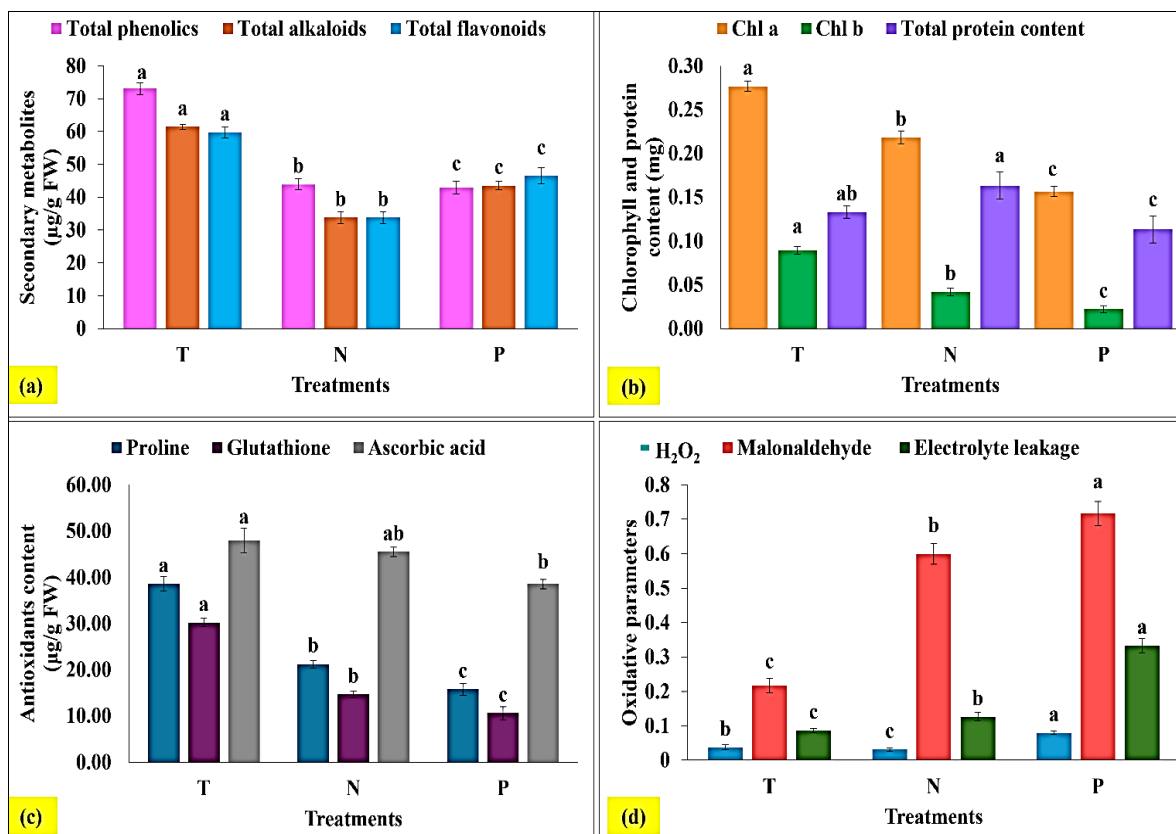 Total phenolics Total alkaloids Total flavonoids
Secondary metabolites
(µg/g FW)
80
70
60
50
40
30
20
10
0
a a a
b b b
c c c
T N P
Treatments
(a)
Chl a Chl b Total protein content
Chlorophyll and protein
content (mg)
0.30
0.25
0.20
0.15
0.10
0.05
0.00
a a ab
b b a
c c c
T N P
Treatments
(b)
Proline Glutathione Ascorbic acid
Antioxidants content
(µg/g FW)
60.00
50.00
40.00
30.00
20.00
10.00
0.00
a a a
b b ab
c c b
T N P
Treatments
(c)
H₂O₂ Malonaldehyde Electrolyte leakage
Oxidative parameters
0.8
0.7
0.6
0.5
0.4
0.3
0.2
0.1
0
b c c
c b b
a a a
T N P
Treatments
(d)